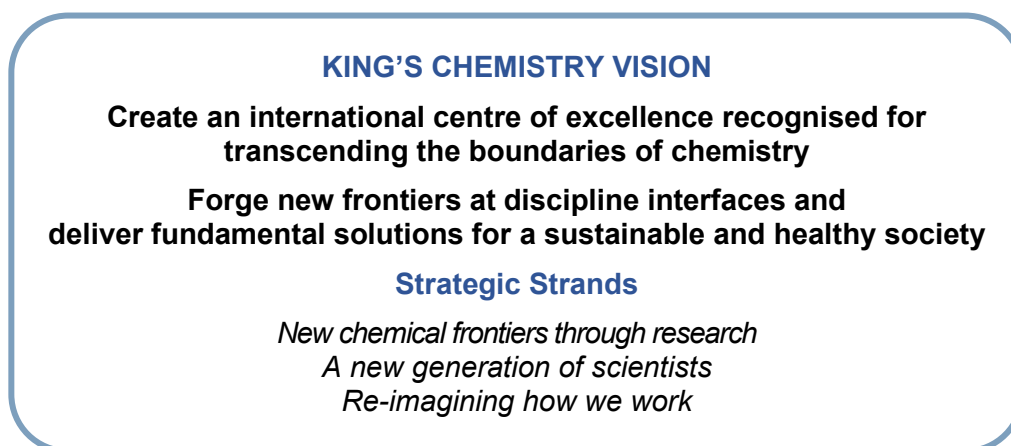 KING’S CHEMISTRY VISION
Create an international centre of excellence recognised for
transcending the boundaries of chemistry
Forge new frontiers at discipline interfaces and
deliver fundamental solutions for a sustainable and healthy society
Strategic Strands
New chemical frontiers through research
A new generation of scientists
Re-imagining how we work